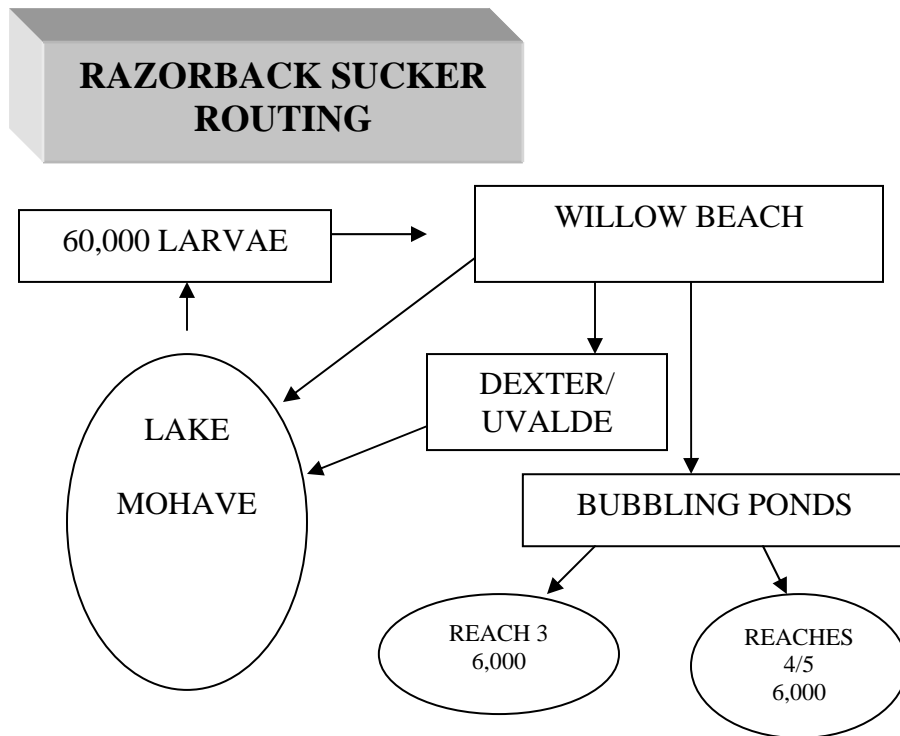 RAZORBACK SUCKER
ROUTING
60,000 LARVAE
WILLOW BEACH
DEXTER/
UVALDE
LAKE
MOHAVE
BUBBLING PONDS
REACH 3
6,000
REACHES
4/5
6,000